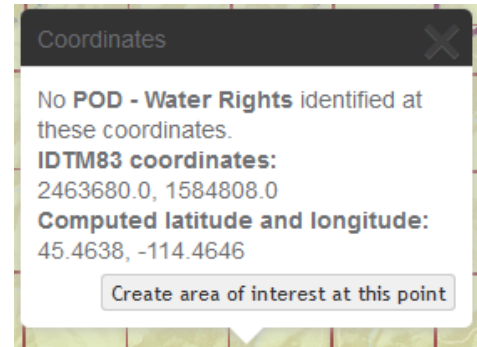 Coordinates
No POD - Water Rights identified at
these coordinates.
IDTM83 coordinates:
2463680.0, 1584808.0
Computed latitude and longitude:
45.4638, -114.4646
Create area of interest at this point